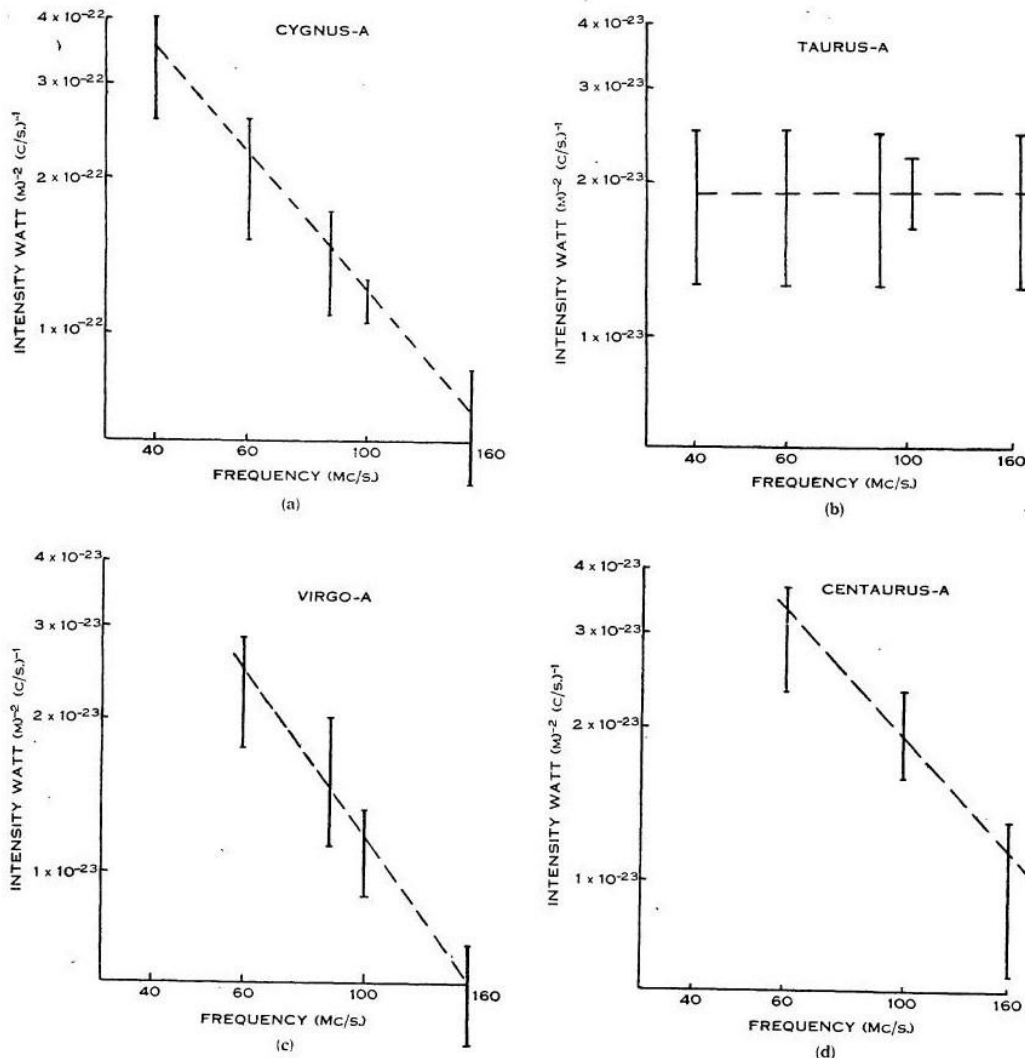 CYGNUS-A
4 x 10-22
3 x 10-22
2 x 10-22
1 x 10-22
INTENSITY WATT (M)-2 (C/S.)-1
40 60 100 160
FREQUENCY (MC/S.)
(a)
TAURUS-A
4 x 10-23
3 x 10-23
2 x 10-23
1 x 10-23
INTENSITY WATT (M)-2 (C/S.)-1
40 60 100 160
FREQUENCY (MC/S.)
(b)
VIRGO-A
4 x 10-23
3 x 10-23
2 x 10-23
1 x 10-23
INTENSITY WATT (M)-2 (C/S.)-1
40 60 100 160
FREQUENCY (MC/S.)
(c)
CENTAURUS-A
4 x 10-23
3 x 10-23
2 x 10-23
1 x 10-23
INTENSITY WATT (M)-2 (C/S.)-1
40 60 100 160
FREQUENCY (MC/S.)
(d)